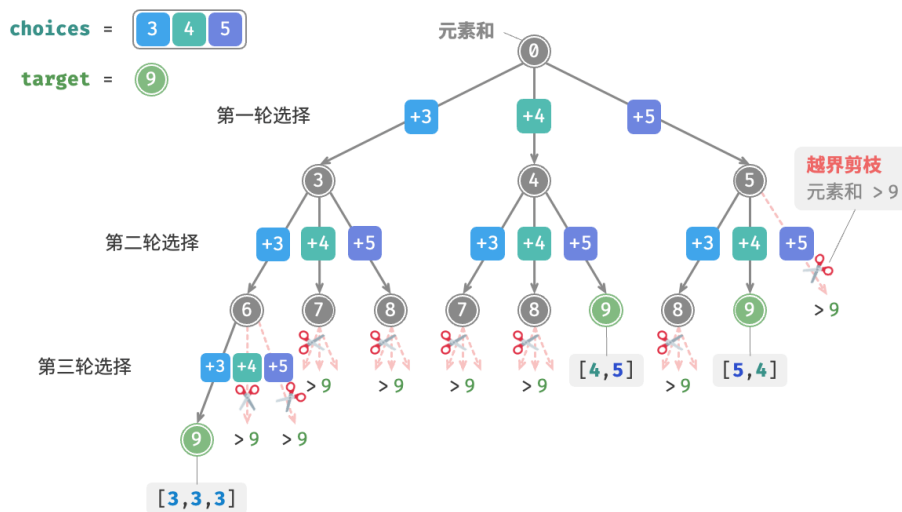 choices = 3 4 5
元素和 0
target = 9
第一轮选择 +3 +4 +5
3 4 5
越界剪枝
元素和 > 9
第二轮选择 +3 +4 +5 +3 +4 +5 +3 +4 +5
6 7 8 7 8 9 8 9 > 9
第三轮选择 +3 +4 +5
> 9 > 9 > 9 > 9 [4,5] > 9 [5,4]
9 > 9 > 9
[3,3,3]